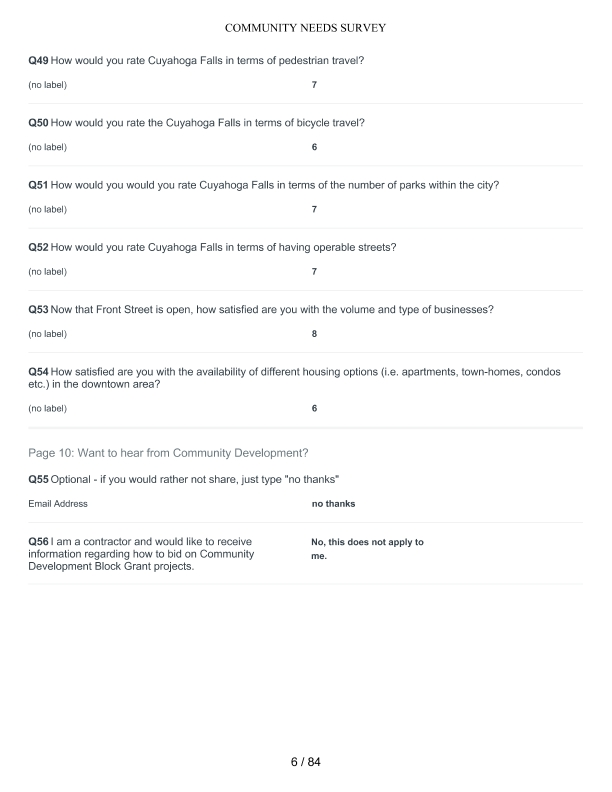 COMMUNITY NEEDS SURVEY
Q49 How would you rate Cuyahoga Falls in terms of pedestrian travel?
(no label) 7
Q50 How would you rate the Cuyahoga Falls in terms of bicycle travel?
(no label) 6
Q51 How would you would you rate Cuyahoga Falls in terms of the number of parks within the city?
(no label) 7
Q52 How would you rate Cuyahoga Falls in terms of having operable streets?
(no label) 7
Q53 Now that Front Street is open, how satisfied are you with the volume and type of businesses?
(no label) 8
Q54 How satisfied are you with the availability of different housing options (i.e. apartments, town-homes, condos
etc.) in the downtown area?
(no label) 6
Page 10: Want to hear from Community Development?
Q55 Optional - if you would rather not share, just type "no thanks"
Email Address no thanks
Q56 I am a contractor and would like to receive
information regarding how to bid on Community
Development Block Grant projects.
No, this does not apply to
me.
6 / 84